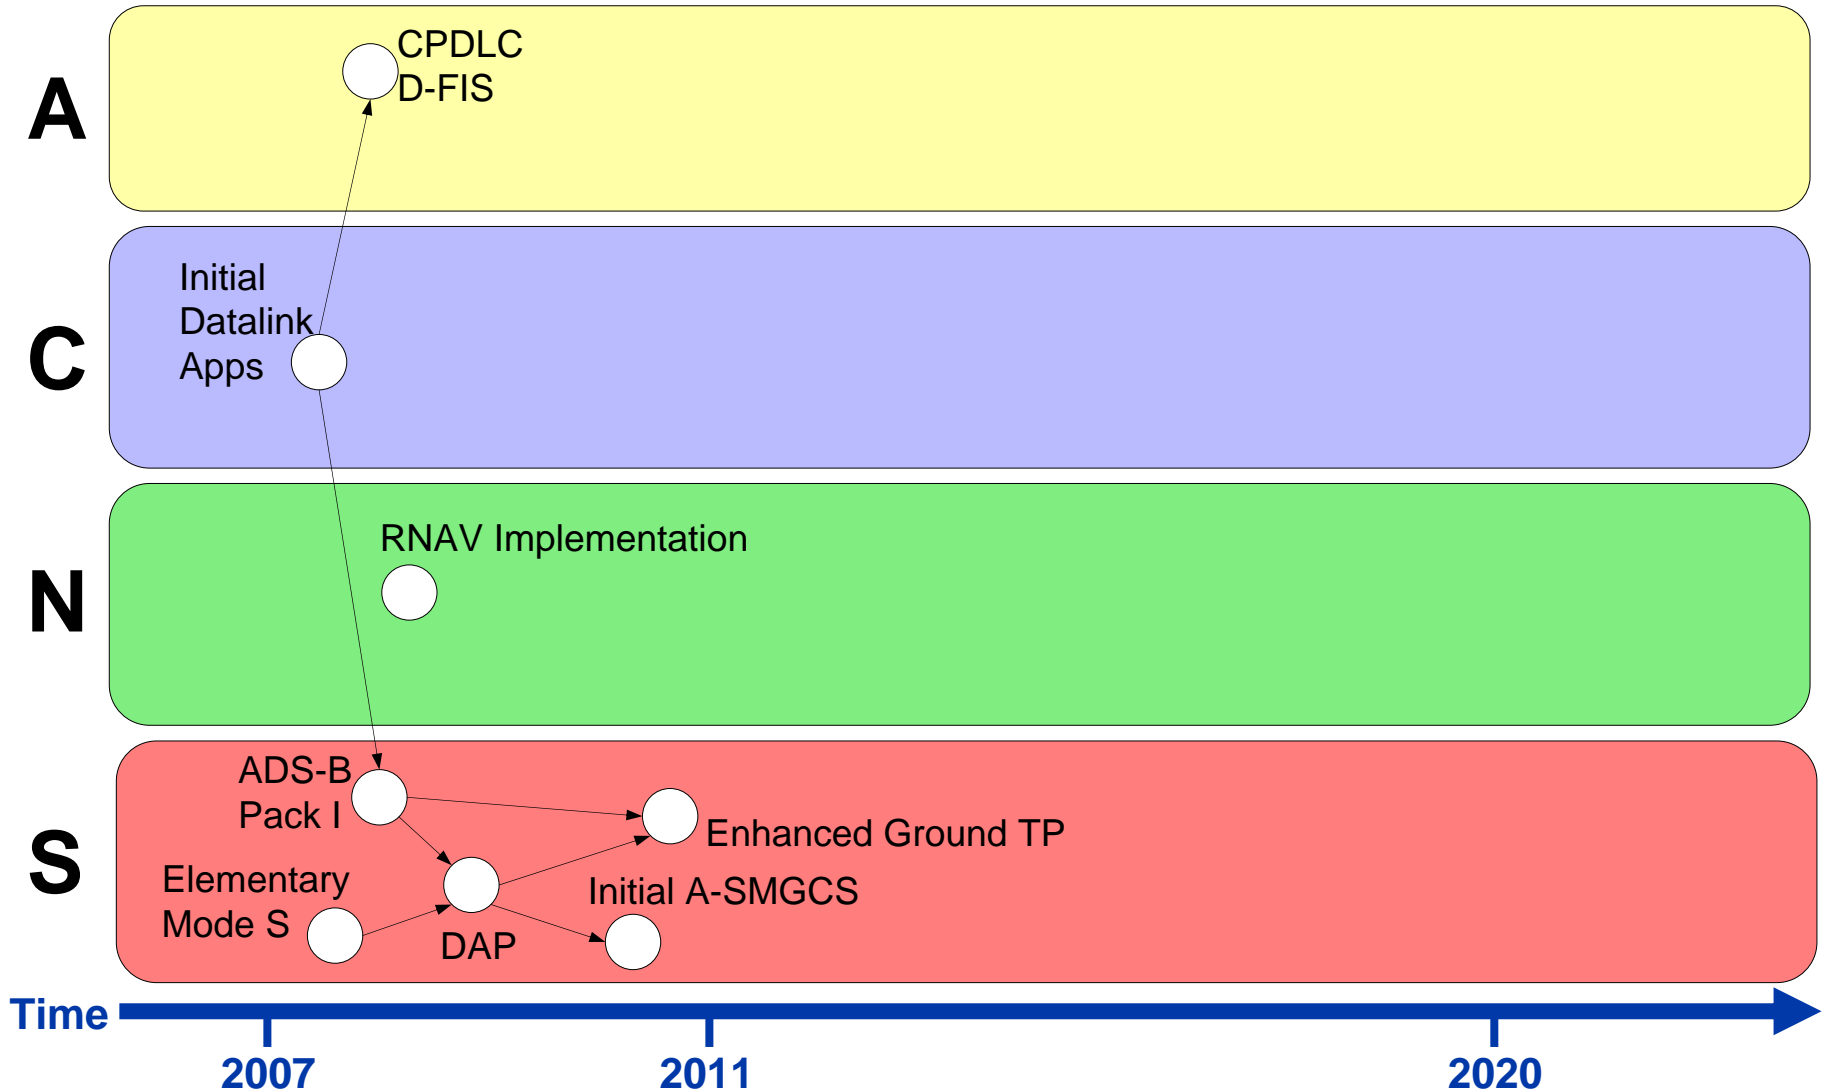 A
CPDLC
D-FIS
C
Initial
Datalink
Apps
N
RNAV Implementation
S
ADS-B
Pack I
Enhanced Ground TP
Elementary
Mode S
Initial A-SMGCS
DAP
Time
2007
2011
2020